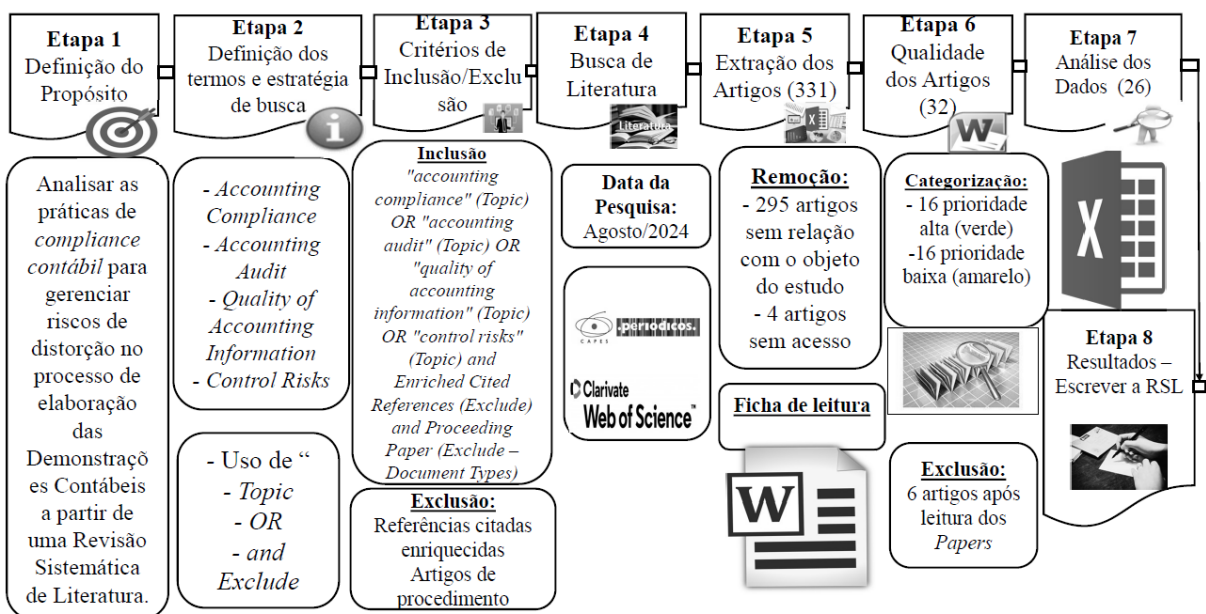 Etapa 1
Definição do
Propósito
Analisar as
práticas de
compliance
contábil para
gerenciar
riscos de
distorção no
processo de
elaboração
das
Demonstraçõ
es Contábeis
a partir de
uma Revisão
Sistemática
de Literatura.
Etapa 2
Definição dos
termos e estratégia
de busca
i
- Accounting
Compliance
- Accounting
Audit
- Quality of
Accounting
Information
- Control Risks
- Uso de “
- Topic
- OR
- and
Exclude
Etapa 3
Critérios de
Inclusão/Exclu
são
Inclusão
"accounting
compliance" (Topic)
OR "accounting
audit" (Topic) OR
"quality of
accounting
information" (Topic)
OR "control risks"
(Topic) and
Enriched Cited
References (Exclude)
and Proceeding
Paper (Exclude –
Document Types)
Exclusão:
Referências citadas
enriquecidas
Artigos de
procedimento
Etapa 4
Busca de
Literatura
Literatura
Data da
Pesquisa:
Agosto/2024
.periodicos.
CAPES
Clarivate
Web of Science™
Etapa 5
Extração dos
Artigos (331)
X
Remoção:
- 295 artigos
sem relação
com o objeto
do estudo
- 4 artigos
sem acesso
Ficha de leitura
W
Etapa 6
Qualidade
dos Artigos
(32)
W
Categorização:
- 16 prioridade
alta (verde)
-16 prioridade
baixa (amarelo)
Exclusão:
6 artigos após
leitura dos
Papers
Etapa 7
Análise dos
Dados (26)
X
Etapa 8
Resultados –
Escrever a RSL